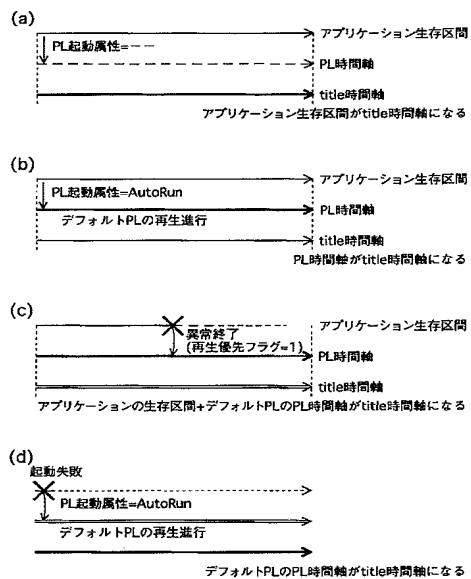 (a)
アプリケーション生存区間
PL起動属性=——
PL時間軸
title時間軸
アプリケーション生存区間がtitle時間軸になる
(b)
アプリケーション生存区間
PL起動属性=AutoRun
PL時間軸
デフォルトPLの再生進行
title時間軸
PL時間軸がtitle時間軸になる
(c)
アプリケーション生存区間
異常終了
(再生優先フラグ=1)
PL時間軸
title時間軸
アプリケーションの生存区間+デフォルトPLのPL時間軸がtitle時間軸になる
(d)
起動失敗
PL起動属性=AutoRun
デフォルトPLの再生進行
デフォルトPLのPL時間軸がtitle時間軸になる